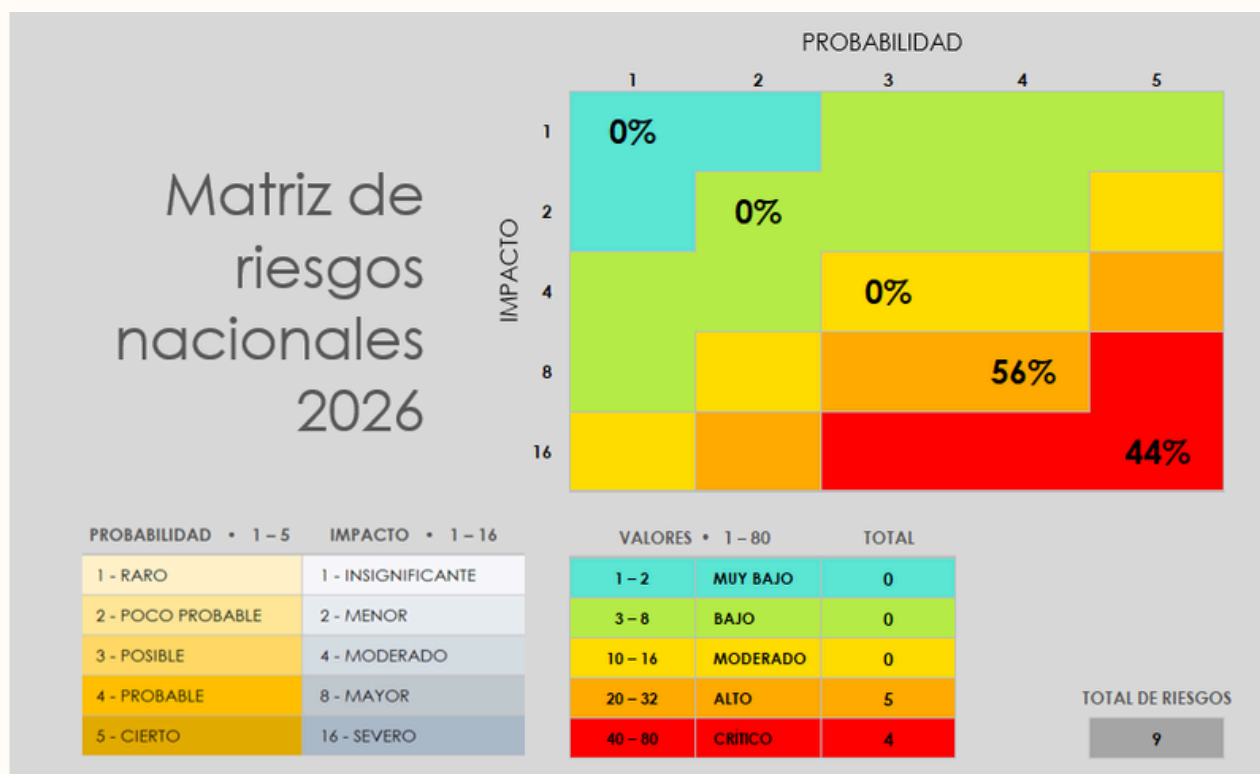 PROBABILIDAD
1 2 3 4 5
Matriz de
riesgos
nacionales
2026
IMPACTO
1 0%
2 0%
4 0%
8 56%
16 44%
PROBABILIDAD • 1 – 5 IMPACTO • 1 – 16
1 - RARO 1 - INSIGNIFICANTE
2 - POCO PROBABLE 2 - MENOR
3 - POSIBLE 4 - MODERADO
4 - PROBABLE 8 - MAYOR
5 - CIERTO 16 - SEVERO
VALORES • 1 – 80 TOTAL
1 – 2 MUY BAJO 0
3 – 8 BAJO 0
10 – 16 MODERADO 0
20 – 32 ALTO 5
40 – 80 CRÍTICO 4
TOTAL DE RIESGOS
9